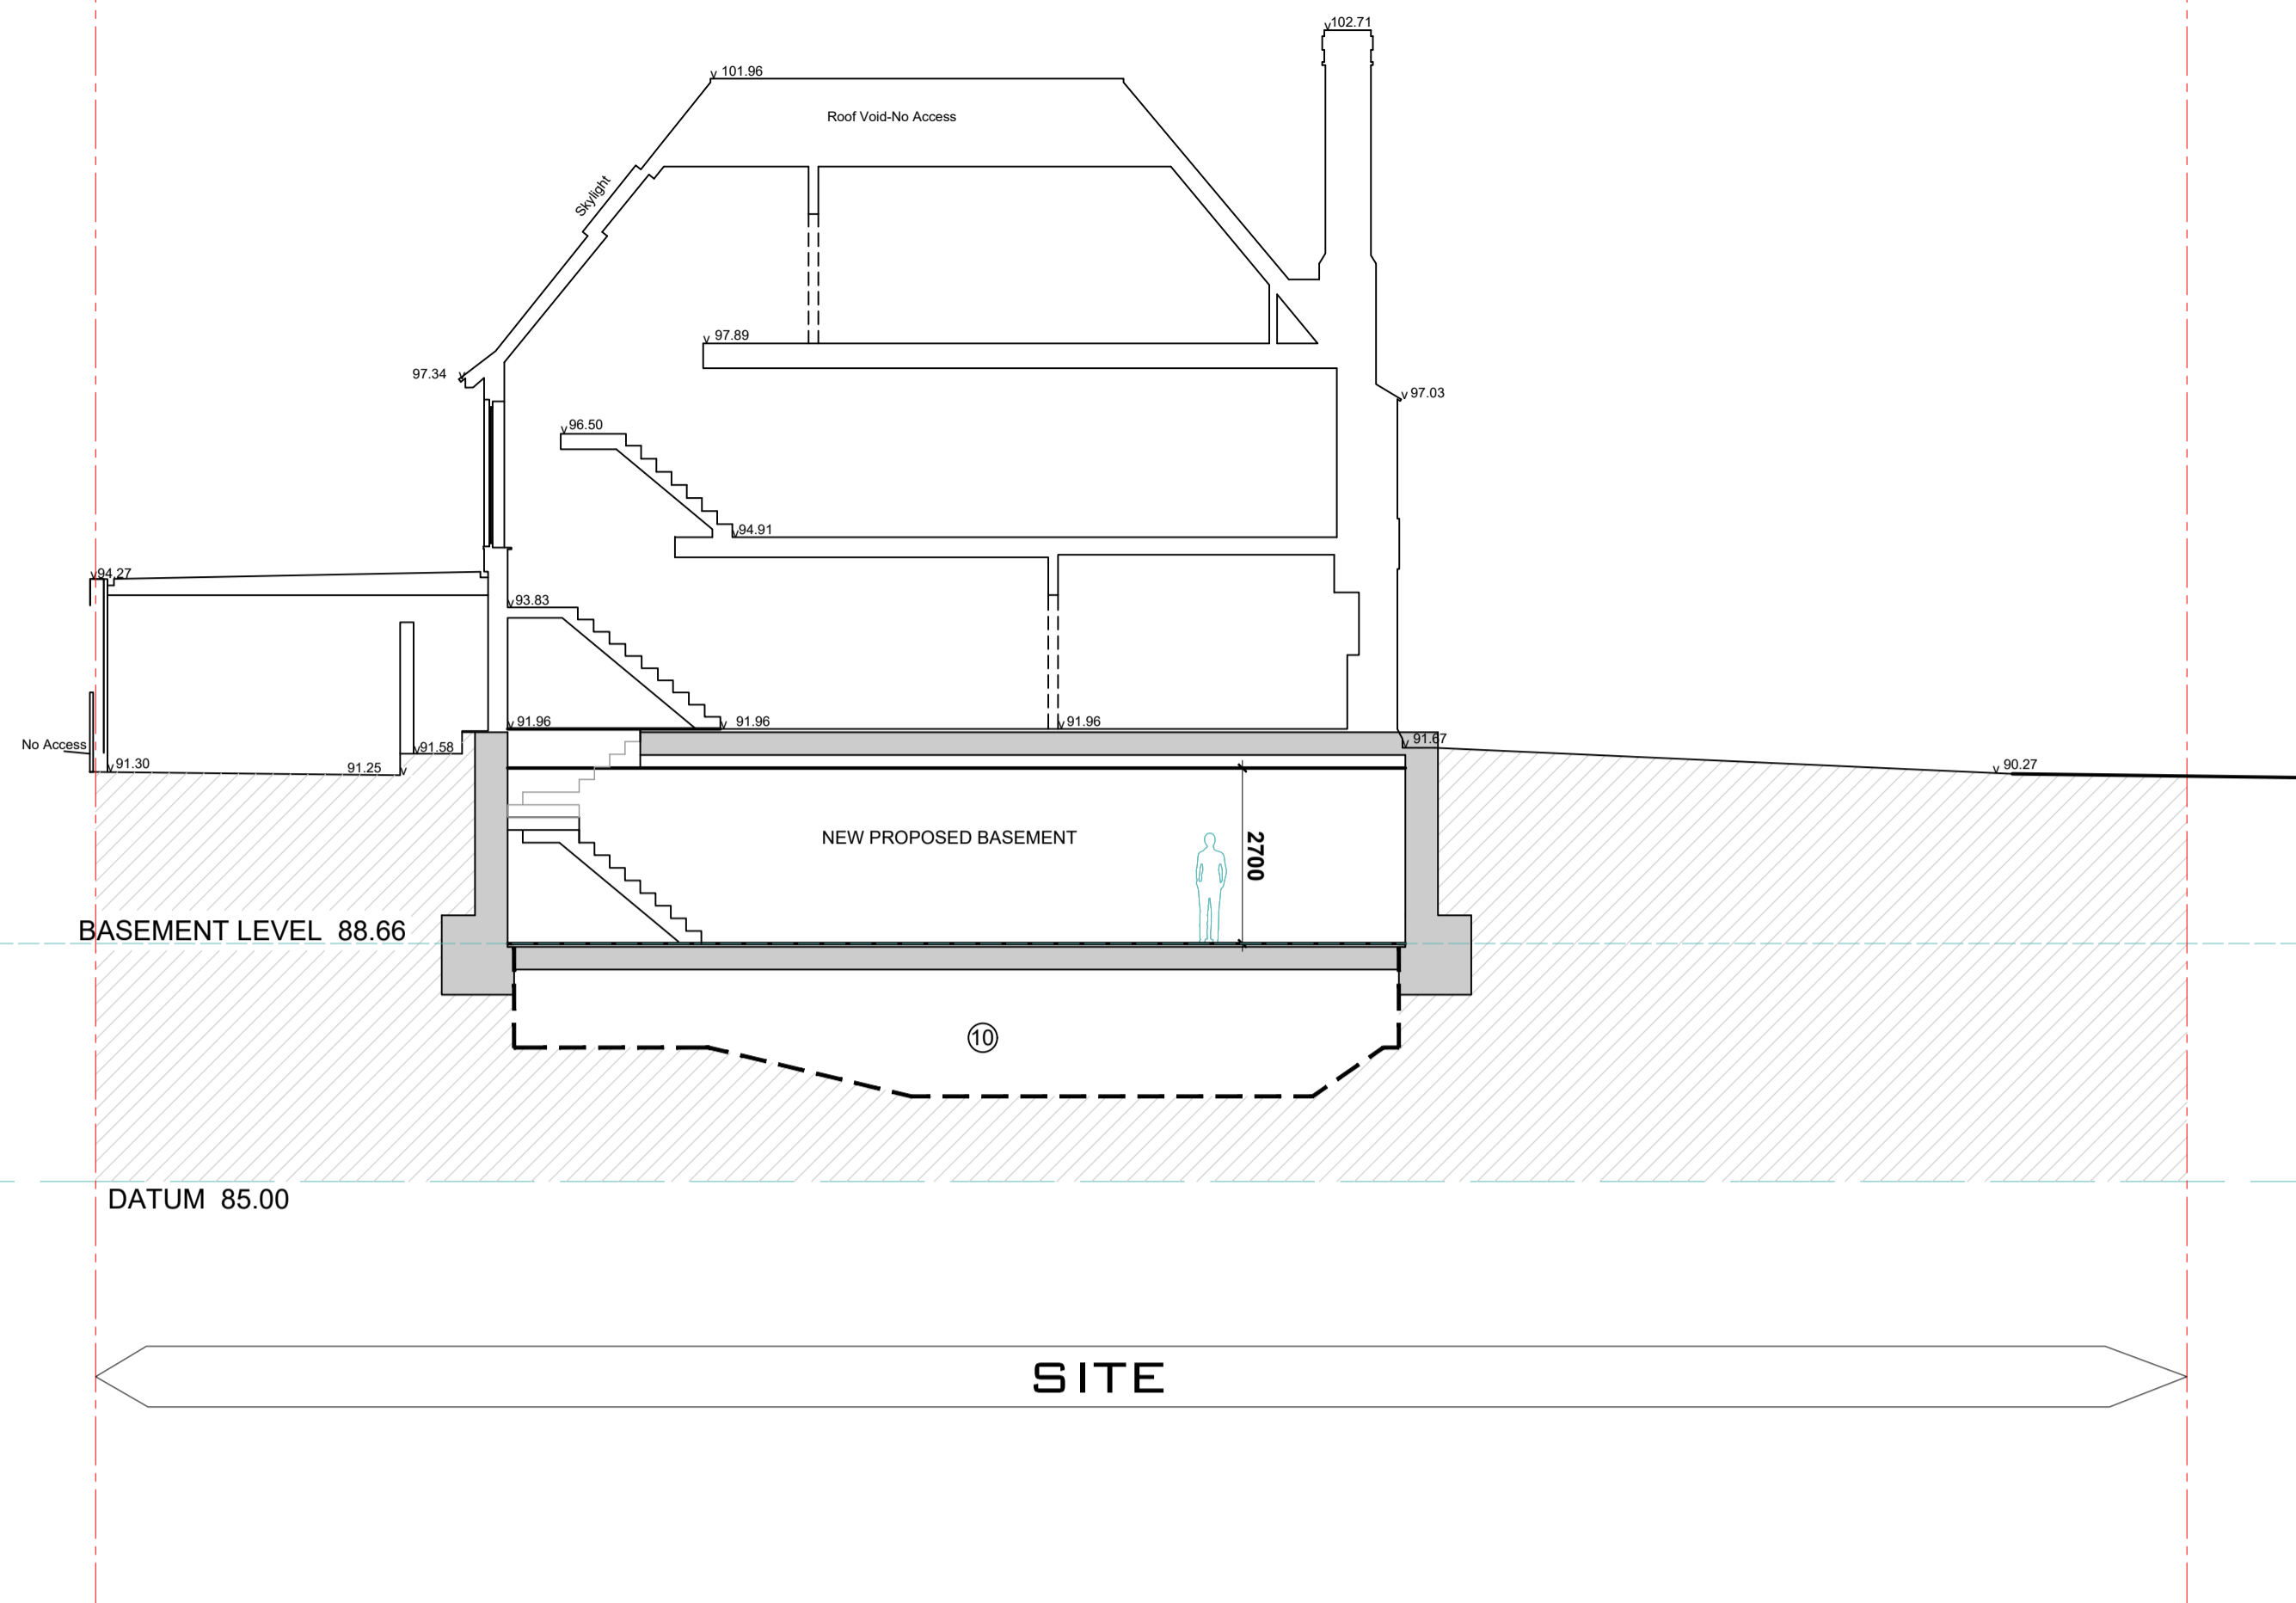 102.71
101.96
Roof Void-No Access
Skylight
97.89
97.34
97.03
96.50
94.91
94.27
93.83
91.96
91.96
91.96
91.67
No Access
91.58
91.30
91.25
90.27
NEW PROPOSED BASEMENT
2700
BASEMENT LEVEL 88.66
10
DATUM 85.00
SITE